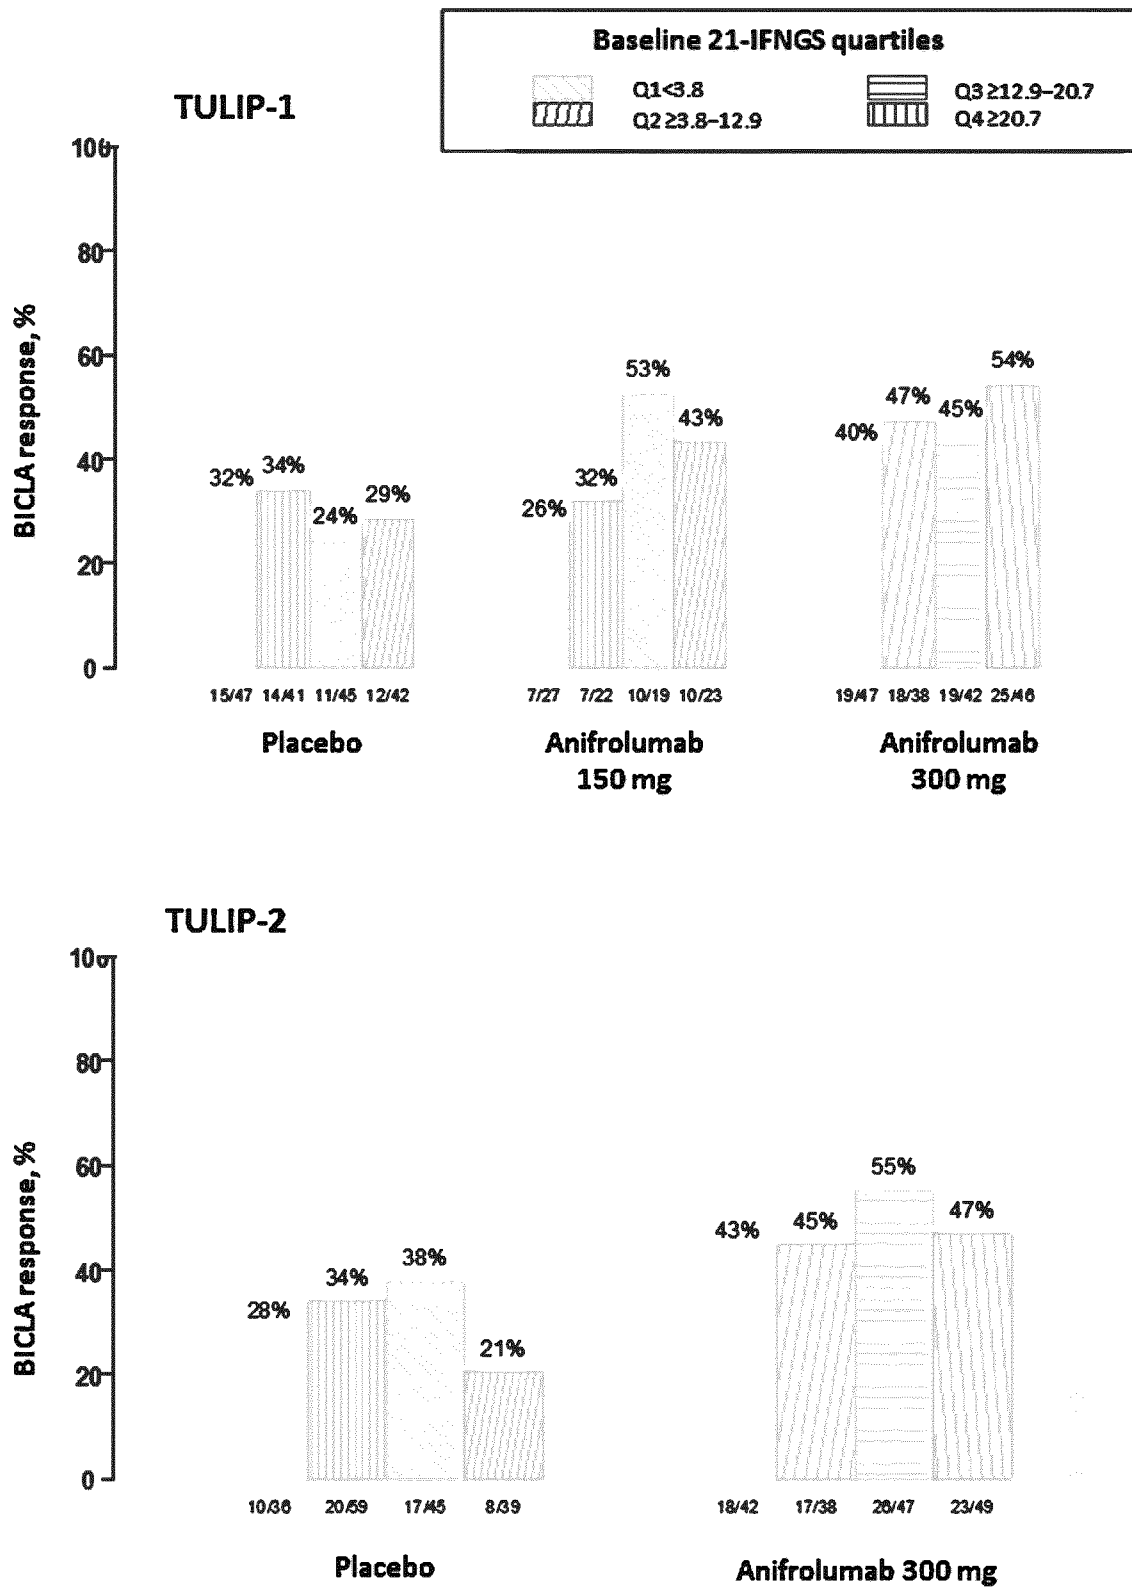 Baseline 21-IFNGS quartiles
Q1<3.8
Q3 ≥12.9–20.7
Q2 ≥3.8–12.9
Q4 ≥20.7
TULIP-1
100
80
60
40
20
0
BICLA response, %
32% 34% 24% 29%
26% 32% 53% 43%
40% 47% 45% 54%
15/47 14/41 11/45 12/42
7/27 7/22 10/19 10/23
19/47 18/38 19/42 25/46
Placebo
Anifrolumab
150 mg
Anifrolumab
300 mg
TULIP-2
100
80
60
40
20
0
BICLA response, %
28% 34% 38% 21%
43% 45% 55% 47%
10/36 20/59 17/45 8/39
18/42 17/38 26/47 23/49
Placebo
Anifrolumab 300 mg